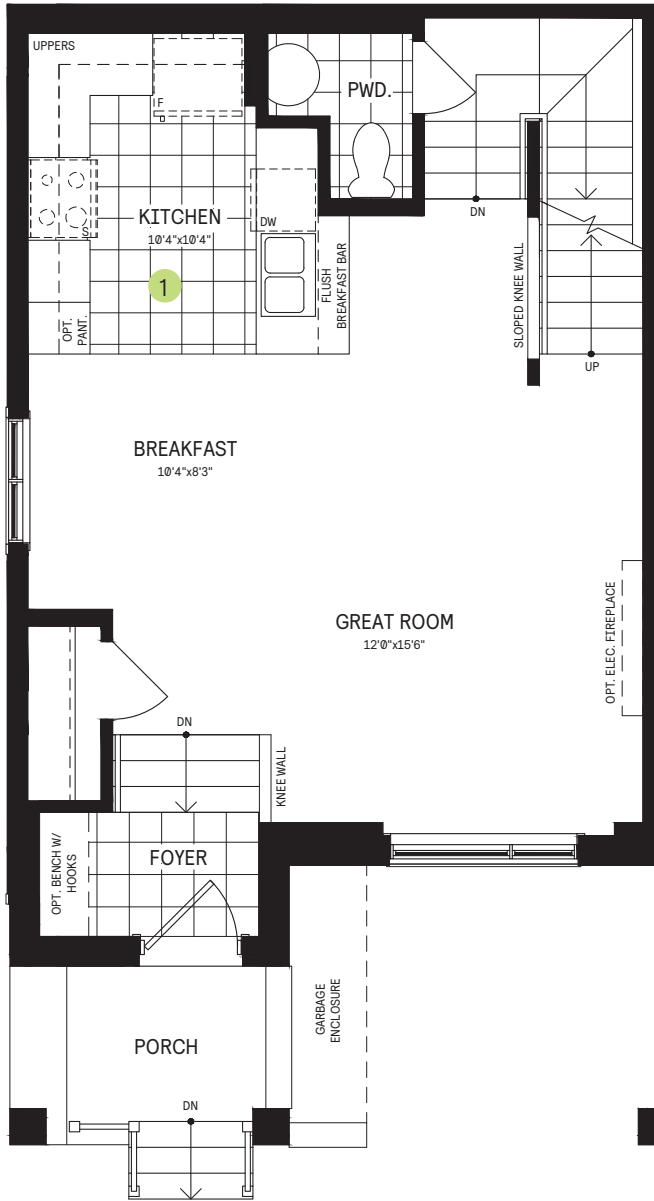 UPPERS
F
PWD.
KITCHEN
10'4"x10'4"
S
DW
DN
1
OPT.
PANT.
FLUSH
BREAKFAST BAR
SLOPED KNEE WALL
UP
BREAKFAST
10'4"x8'3"
GREAT ROOM
12'0"x15'6"
OPT. ELEC. FIREPLACE
DN
KNEE WALL
FOYER
OPT. BENCH W/
HOOKS
GARBAGE
ENCLOSURE
PORCH
DN